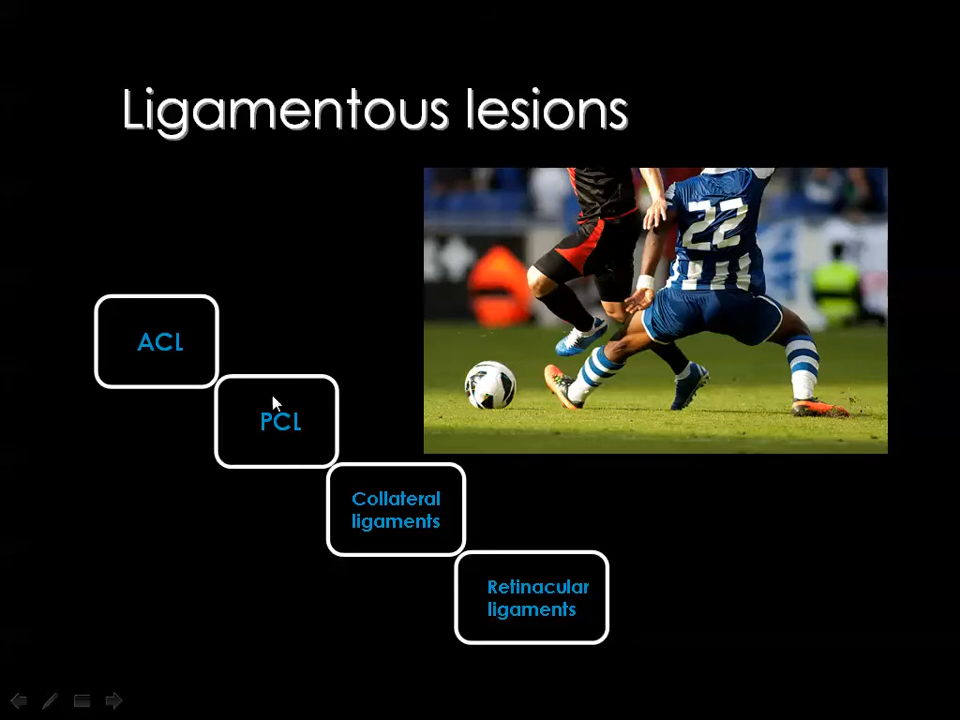 Ligamentous lesions
22
ACL
PCL
Collateral
ligaments
Retinacular
ligaments